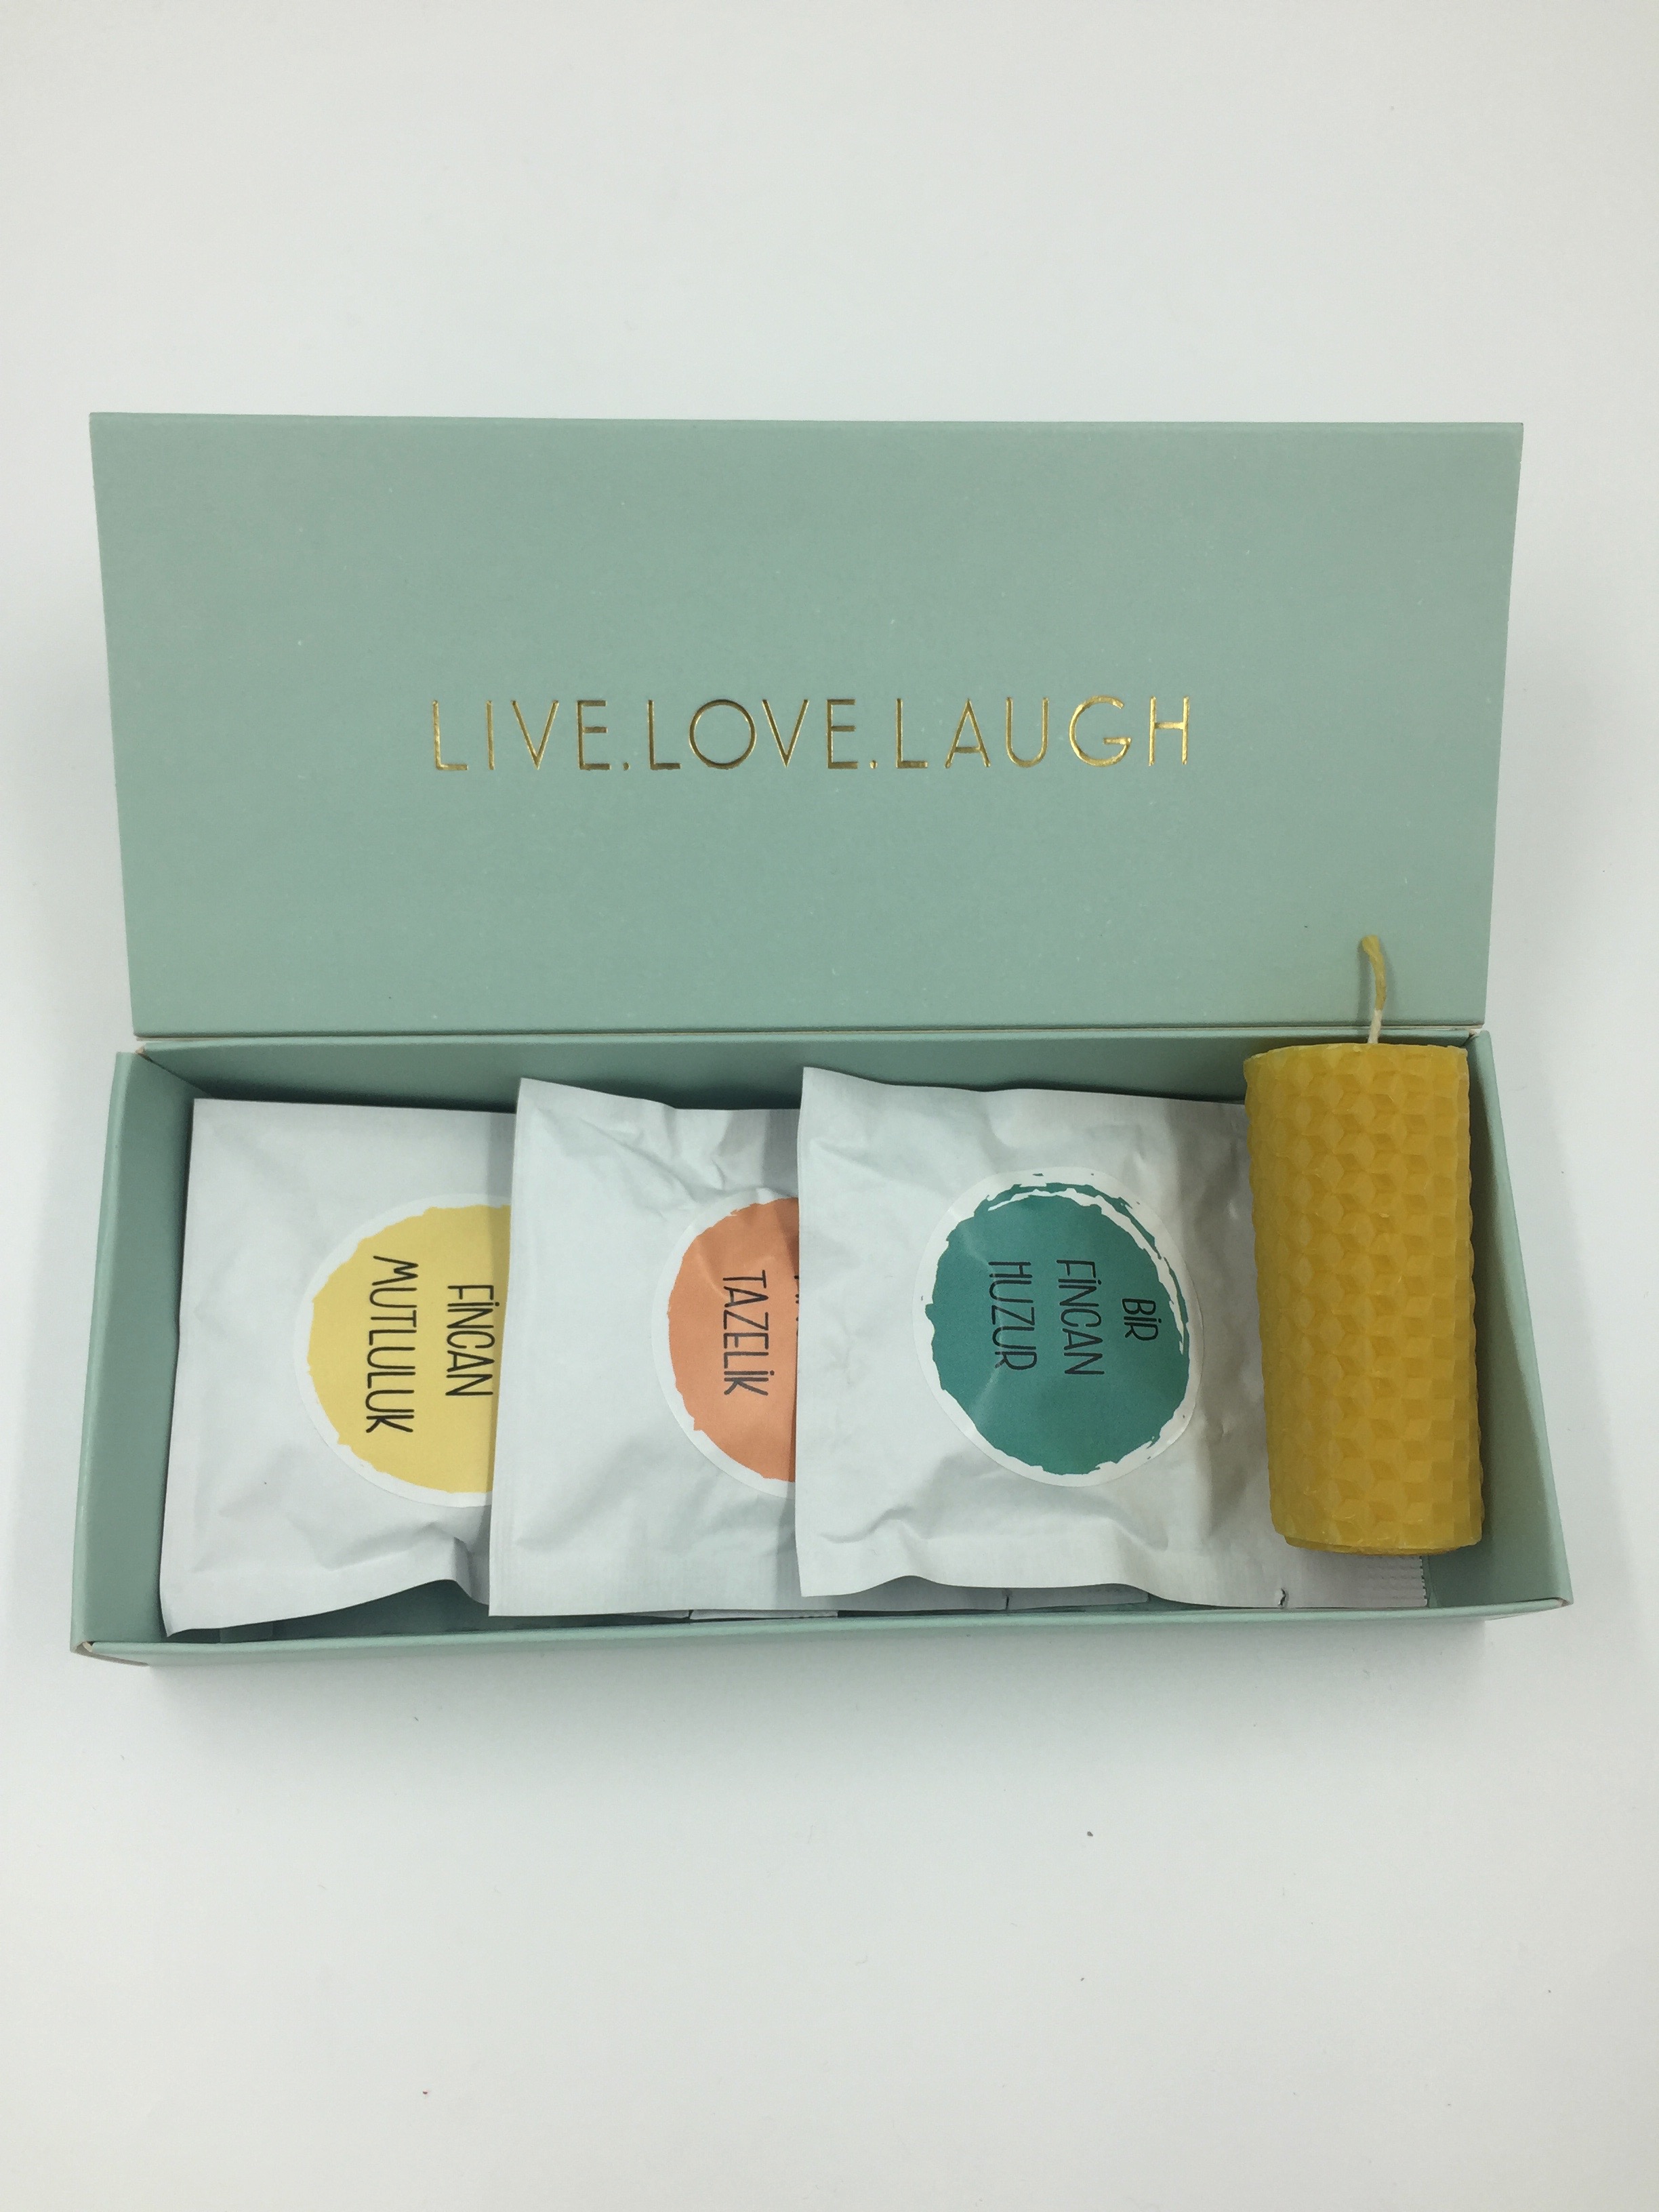 LIVE.LOVE.LAUGH
FİNCAN
MUTLULUK
TAZELİK
BİR
FİNCAN
HUZUR